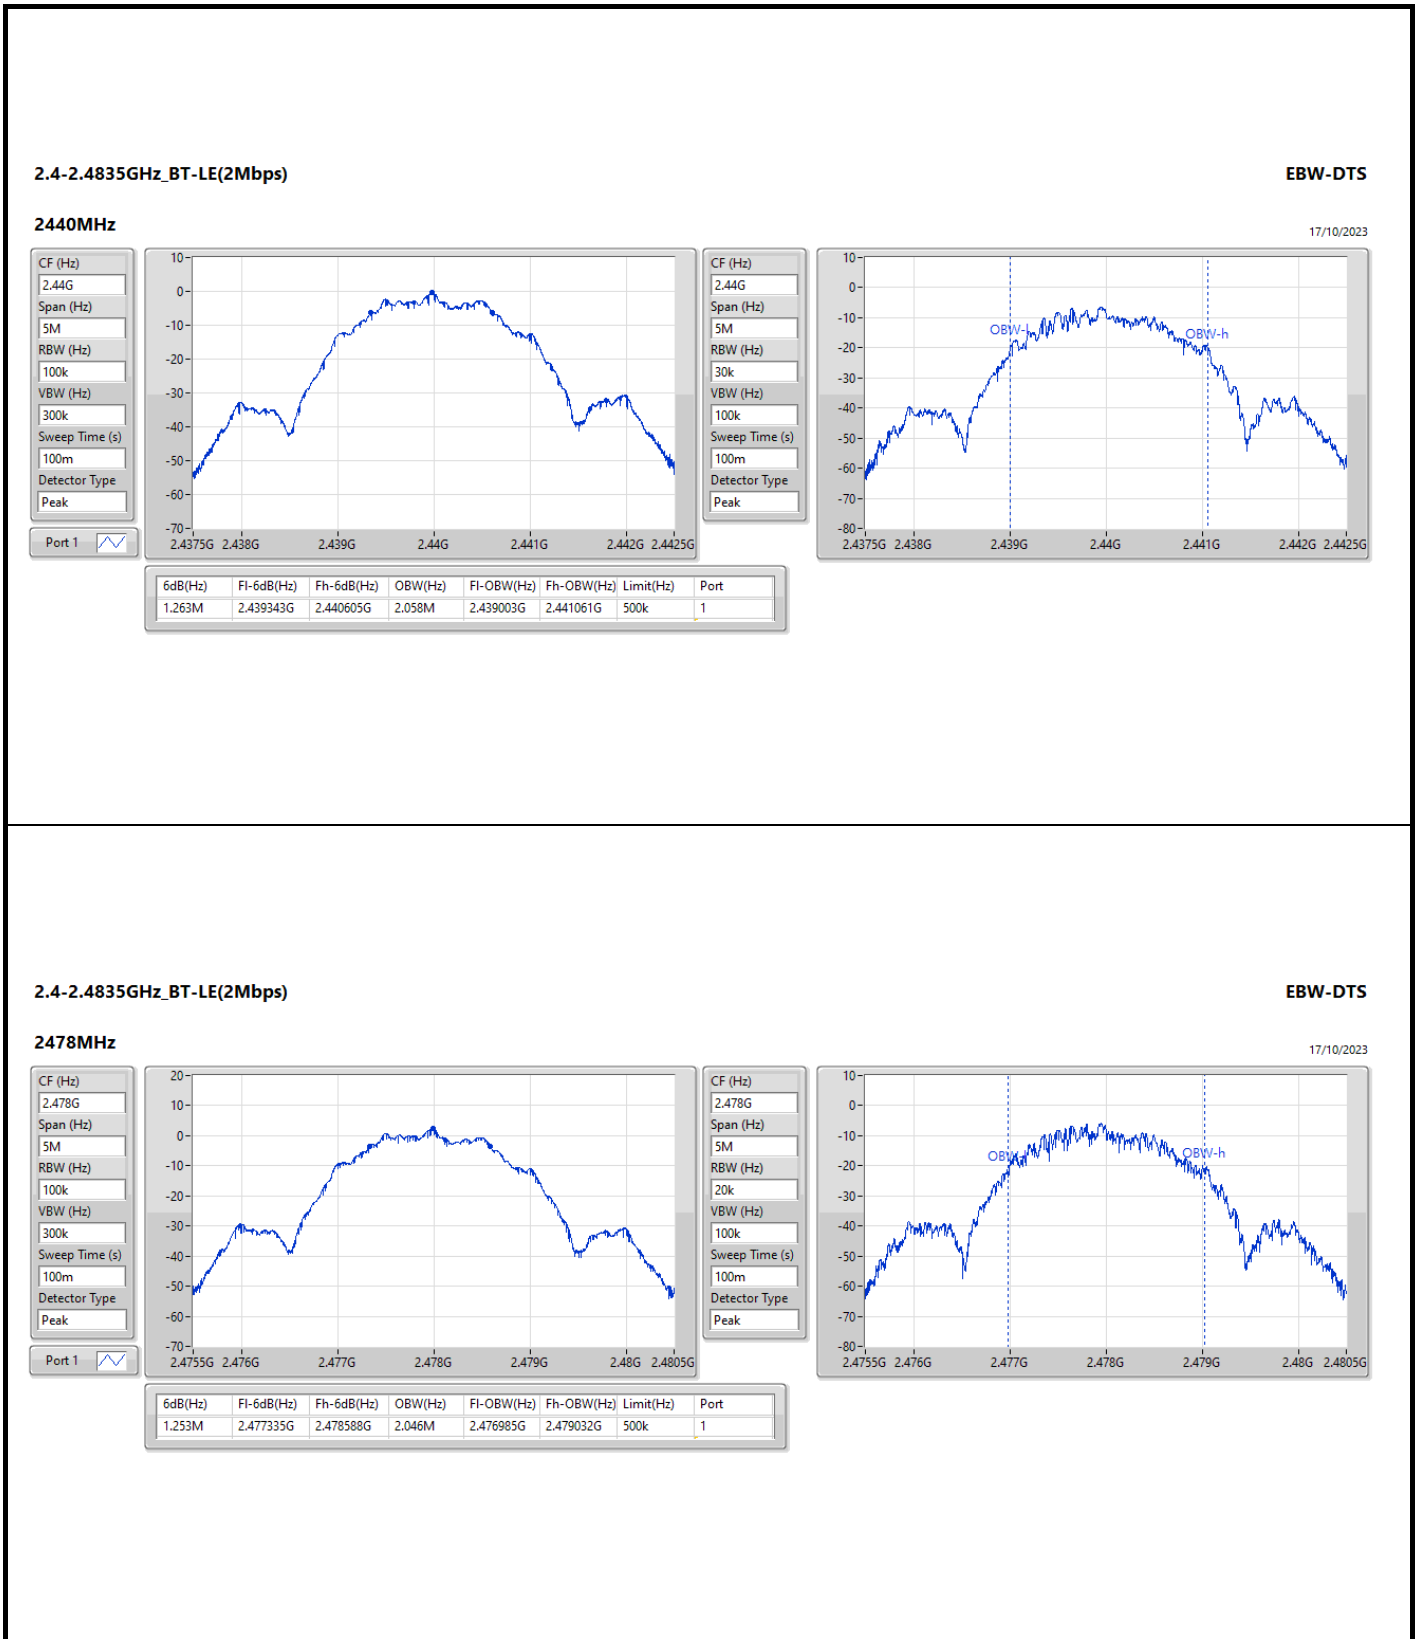 2.4-2.4835GHz_BT-LE(2Mbps) EBW-DTS
2440MHz
17/10/2023
CF (Hz)
2.44G
Span (Hz)
5M
RBW (Hz)
100k
VBW (Hz)
300k
Sweep Time (s)
100m
Detector Type
Peak
Port 1
10
0
-10
-20
-30
-40
-50
-60
-70
2.4375G 2.438G 2.439G 2.44G 2.441G 2.442G 2.4425G
CF (Hz)
2.44G
Span (Hz)
5M
RBW (Hz)
30k
VBW (Hz)
100k
Sweep Time (s)
100m
Detector Type
Peak
10
0
-10
-20
-30
-40
-50
-60
-70
-80
OBW-l
OBW-h
2.4375G 2.438G 2.439G 2.44G 2.441G 2.442G 2.4425G
6dB(Hz) Fl-6dB(Hz) Fh-6dB(Hz) OBW(Hz) Fl-OBW(Hz) Fh-OBW(Hz) Limit(Hz) Port
1.263M 2.439343G 2.440605G 2.058M 2.439003G 2.441061G 500k 1
2.4-2.4835GHz_BT-LE(2Mbps) EBW-DTS
2478MHz
17/10/2023
CF (Hz)
2.478G
Span (Hz)
5M
RBW (Hz)
100k
VBW (Hz)
300k
Sweep Time (s)
100m
Detector Type
Peak
Port 1
20
10
0
-10
-20
-30
-40
-50
-60
-70
2.4755G 2.476G 2.477G 2.478G 2.479G 2.48G 2.4805G
CF (Hz)
2.478G
Span (Hz)
5M
RBW (Hz)
20k
VBW (Hz)
100k
Sweep Time (s)
100m
Detector Type
Peak
10
0
-10
-20
-30
-40
-50
-60
-70
-80
OBW-l
OBW-h
2.4755G 2.476G 2.477G 2.478G 2.479G 2.48G 2.4805G
6dB(Hz) Fl-6dB(Hz) Fh-6dB(Hz) OBW(Hz) Fl-OBW(Hz) Fh-OBW(Hz) Limit(Hz) Port
1.253M 2.477335G 2.478588G 2.046M 2.476985G 2.479032G 500k 1